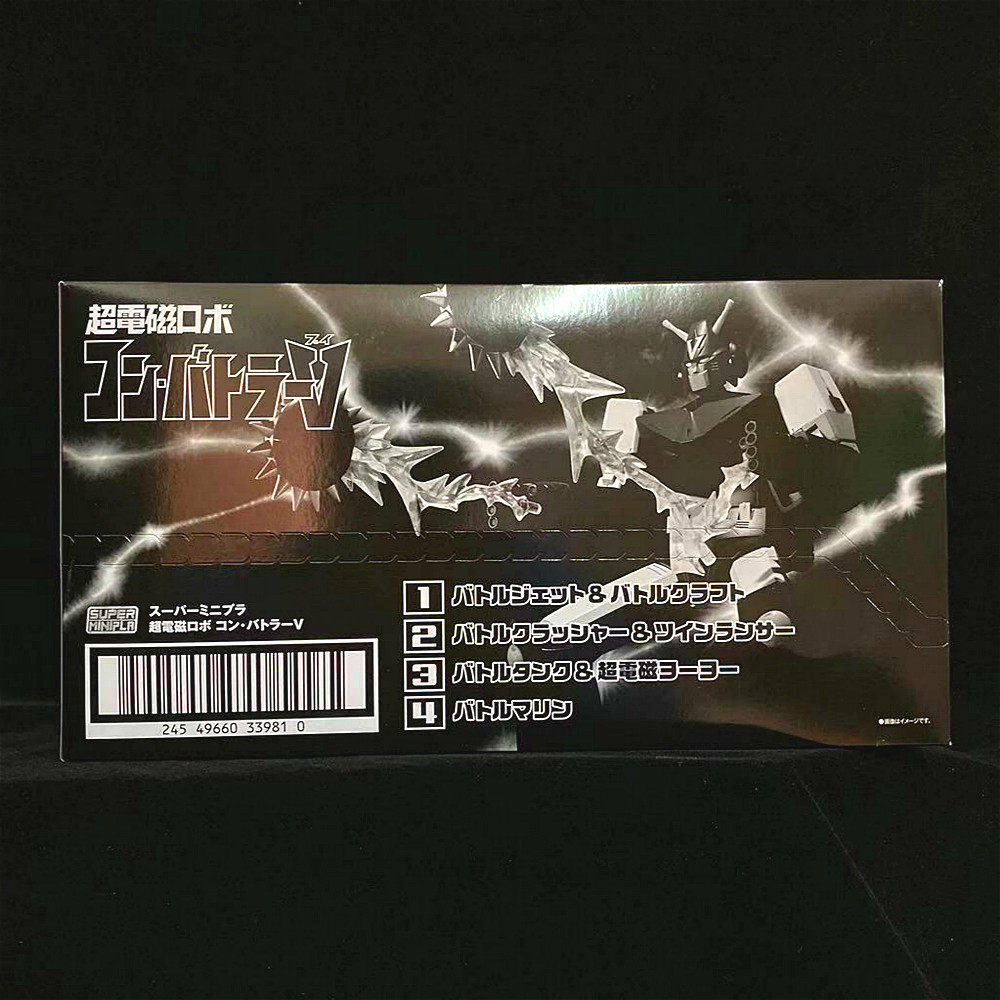 超電磁ロボ
ブイ
コン・バトラーV
SUPER
MINIPLA
スーパーミニプラ
超電磁ロボ コン・バトラーV
245 49660 33981 0
1 バトルジェット&バトルクラフト
2 バトルクラッシャー&ツインランサー
3 バトルタンク&超電磁ヨーヨー
4 バトルマリン
●画像はイメージです。